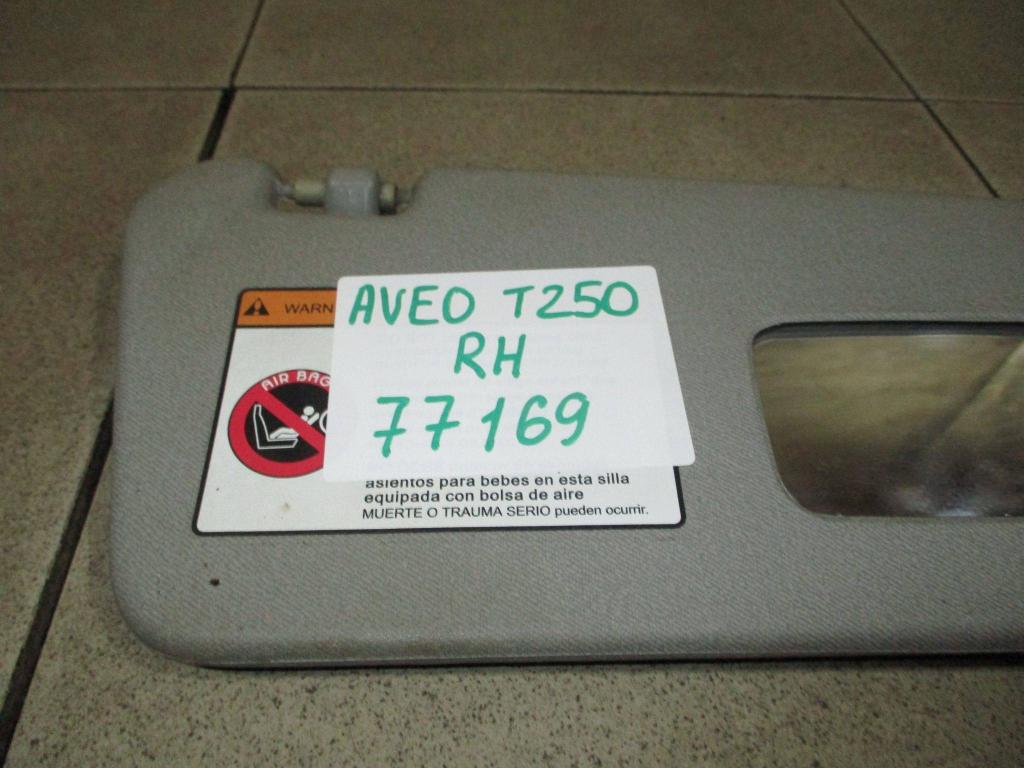 AVEO T250
RH
77169
WARN
AIR BAG
asientos para bebes en esta silla
equipada con bolsa de aire
MUERTE O TRAUMA SERIO pueden ocurrir.